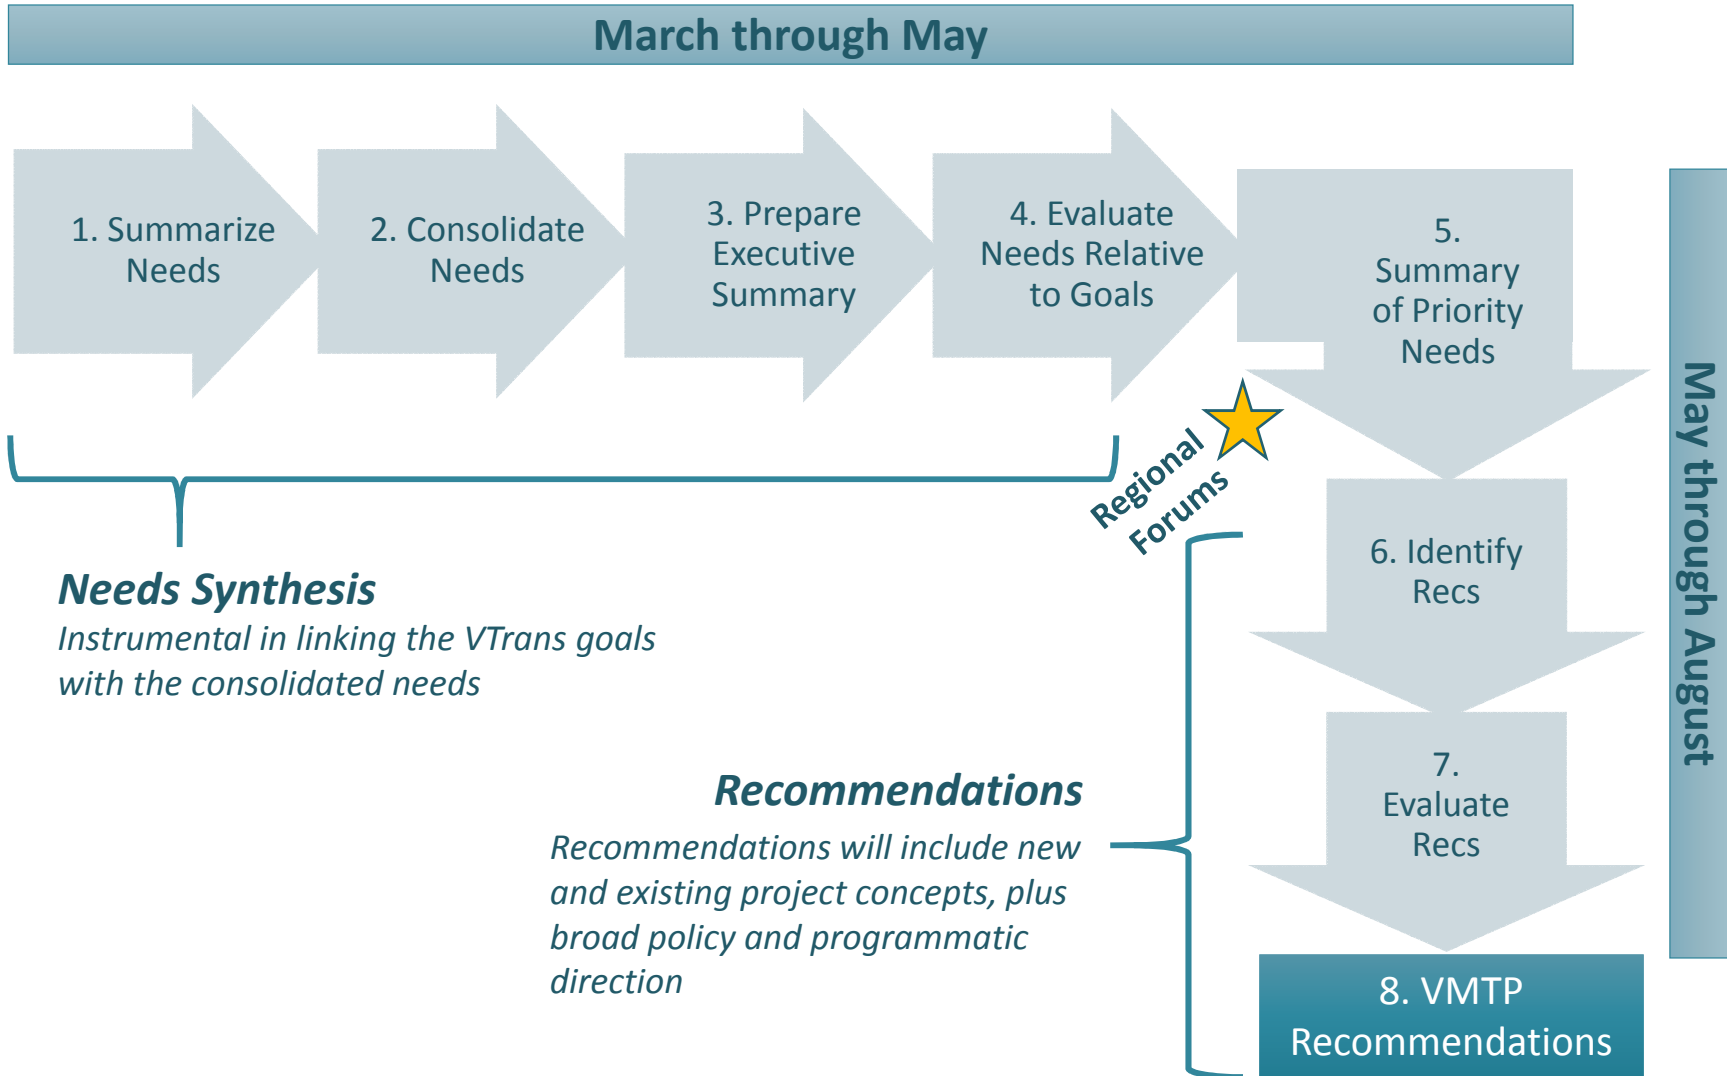 March through May
1. Summarize
Needs
2. Consolidate
Needs
3. Prepare
Executive
Summary
4. Evaluate
Needs Relative
to Goals
5.
Summary
of Priority
Needs
May through August
Regional
Forums
6. Identify
Recs
Needs Synthesis
Instrumental in linking the VTrans goals
with the consolidated needs
7.
Evaluate
Recs
Recommendations
Recommendations will include new
and existing project concepts, plus
broad policy and programmatic
direction
8. VMTP
Recommendations